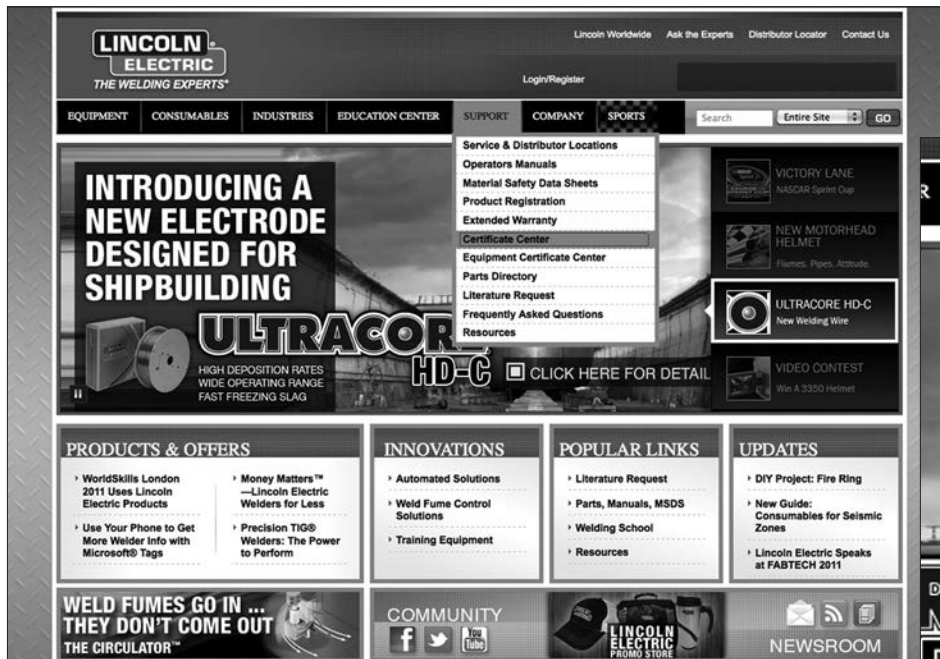 LINCOLN
ELECTRIC
THE WELDING EXPERTS®
Lincoln Worldwide Ask the Experts Distributor Locator Contact Us
Login/Register
EQUIPMENT CONSUMABLES INDUSTRIES EDUCATION CENTER SUPPORT COMPANY SPORTS Search Entire Site GO
Service & Distributor Locations
Operators Manuals
Material Safety Data Sheets
Product Registration
Extended Warranty
Certificate Center
Equipment Certificate Center
Parts Directory
Literature Request
Frequently Asked Questions
Resources
INTRODUCING A
NEW ELECTRODE
DESIGNED FOR
SHIPBUILDING
ULTRACORE
HD-C
HIGH DEPOSITION RATES
WIDE OPERATING RANGE
FAST FREEZING SLAG
CLICK HERE FOR DETAIL
VICTORY LANE
NASCAR Sprint Cup
NEW MOTORHEAD
HELMET
Flames. Pipes. Attitude.
ULTRACORE HD-C
New Welding Wire
VIDEO CONTEST
Win A 3350 Helmet
PRODUCTS & OFFERS
WorldSkills London
2011 Uses Lincoln
Electric Products
Use Your Phone to Get
More Welder Info with
Microsoft® Tags
Money Matters™
—Lincoln Electric
Welders for Less
Precision TIG®
Welders: The Power
to Perform
INNOVATIONS
Automated Solutions
Weld Fume Control
Solutions
Training Equipment
POPULAR LINKS
Literature Request
Parts, Manuals, MSDS
Welding School
Resources
UPDATES
DIY Project: Fire Ring
New Guide:
Consumables for Seismic
Zones
Lincoln Electric Speaks
at FABTECH 2011
WELD FUMES GO IN ...
THEY DON'T COME OUT
THE CIRCULATOR™
COMMUNITY
You
Tube
LINCOLN
ELECTRIC
PROMO STORE
NEWSROOM